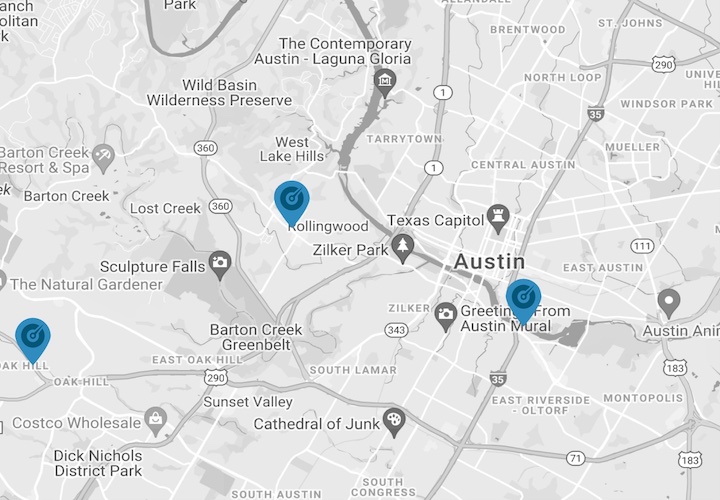 ranch
politan
rk
Park
ALLANDALE
BRENTWOOD
ST. JOHNS
The Contemporary
Austin - Laguna Gloria
290
Wild Basin
Wilderness Preserve
1
NORTH LOOP
WINDSOR PARK
35
West
Lake Hills
TARRYTOWN
360
MUELLER
Barton Creek
Resort & Spa
1
CENTRAL AUSTIN
Barton Creek
Lost Creek
360
Rollingwood
Texas Capitol
Zilker Park
111
Austin
EAST AUSTIN
Sculpture Falls
The Natural Gardener
ZILKER
Greetings From
Austin Mural
Austin Ani
Barton Creek
Greenbelt
343
OAK HILL
EAST OAK HILL
183
OAK HILL
290
SOUTH LAMAR
35
Sunset Valley
EAST RIVERSIDE
- OLTORF
MONTOPOLIS
Costco Wholesale
Cathedral of Junk
Dick Nichols
District Park
71
183
SOUTH AUSTIN
SOUTH
CONGRESS